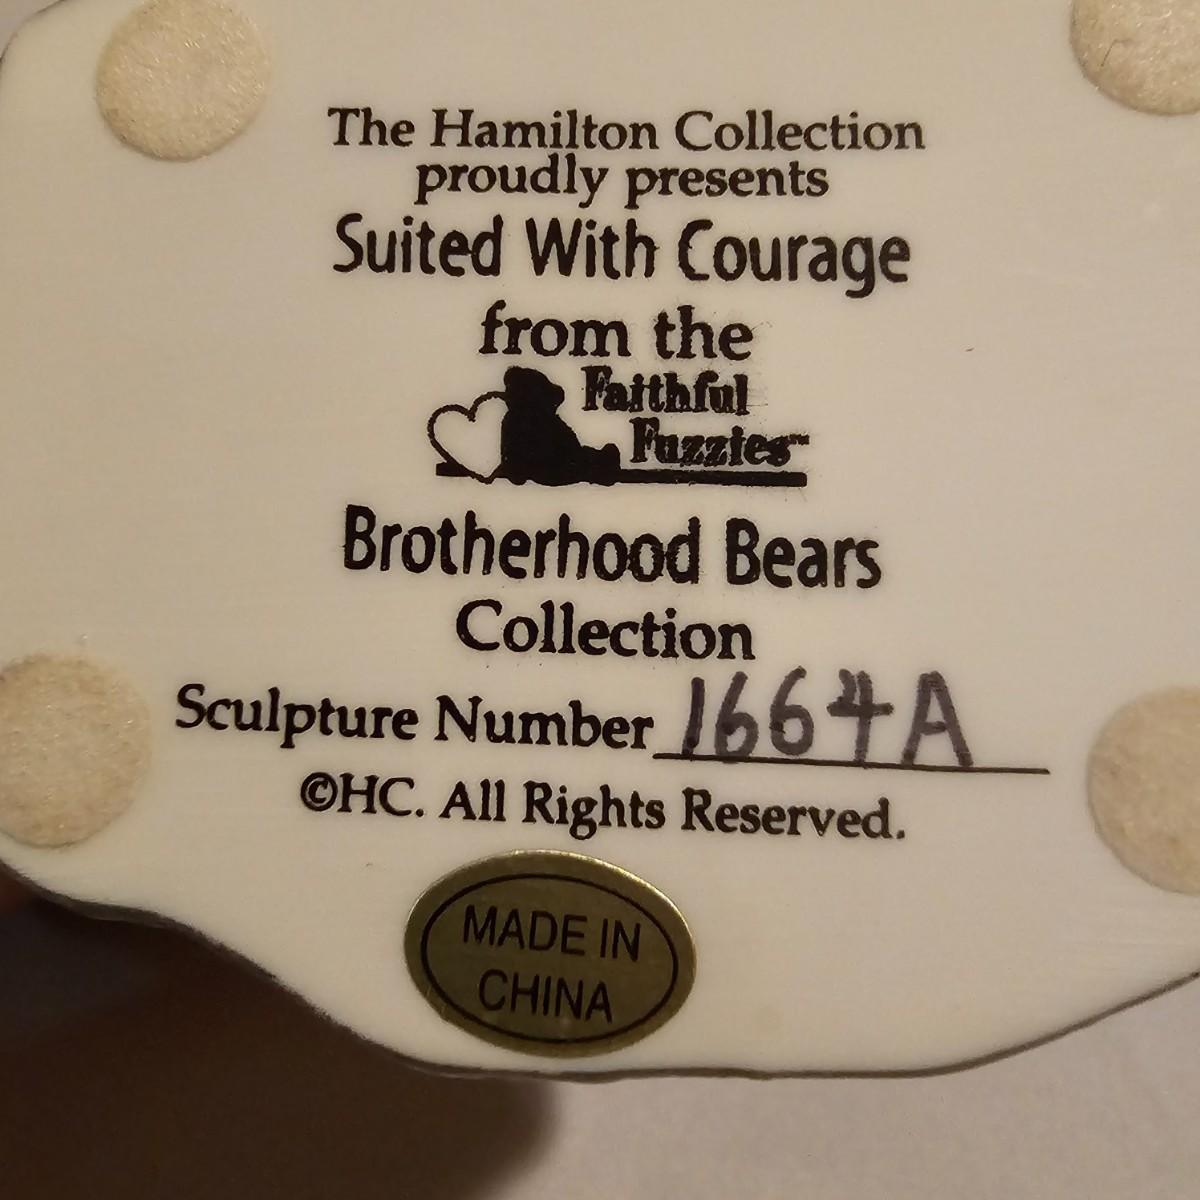 The Hamilton Collection
proudly presents
Suited With Courage
from the
Faithful
Fuzzies™
Brotherhood Bears
Collection
Sculpture Number 1664A
©HC. All Rights Reserved.
MADE IN
CHINA